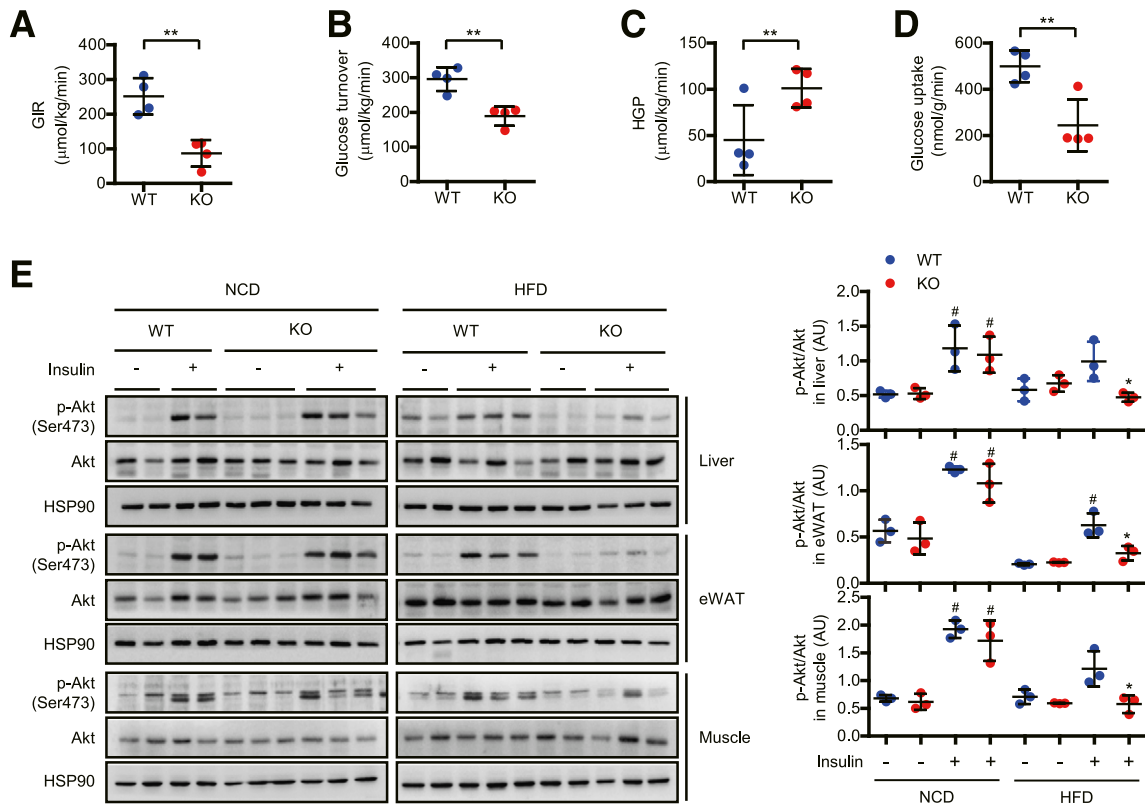 A
GIR
(μmol/kg/min)
400
300
200
100
0
**
WT
KO
B
Glucose turnover
(μmol/kg/min)
400
300
200
100
0
**
WT
KO
C
HGP
(μmol/kg/min)
150
100
50
0
**
WT
KO
D
Glucose uptake
(nmol/kg/min)
600
400
200
0
**
WT
KO
E
NCD
HFD
WT
KO
WT
KO
Insulin
-
+
-
+
-
+
-
+
p-Akt
(Ser473)
Akt
HSP90
Liver
p-Akt
(Ser473)
Akt
HSP90
eWAT
p-Akt
(Ser473)
Akt
HSP90
Muscle
WT
KO
p-Akt/Akt
in liver (AU)
2.0
1.5
1.0
0.5
0.0
#
#
*
p-Akt/Akt
in eWAT (AU)
1.5
1.0
0.5
0.0
#
#
#
*
p-Akt/Akt
in muscle (AU)
2.5
2.0
1.5
1.0
0.5
0.0
#
#
*
Insulin
- - + + - - + +
NCD
HFD